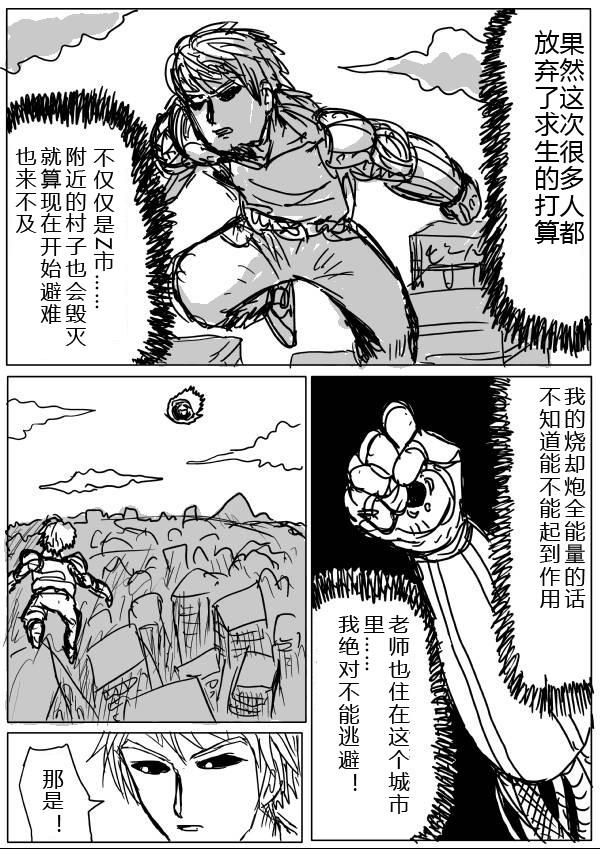 果然这次很多人都
放弃了求生的打算
不仅仅是Z市……
附近的村子也会毁灭
就算现在开始避难
也来不及
我的烧却炮全能量的话
不知道能不能起到作用
老师也住在这个城市
里……
我绝对不能逃避！
那是！